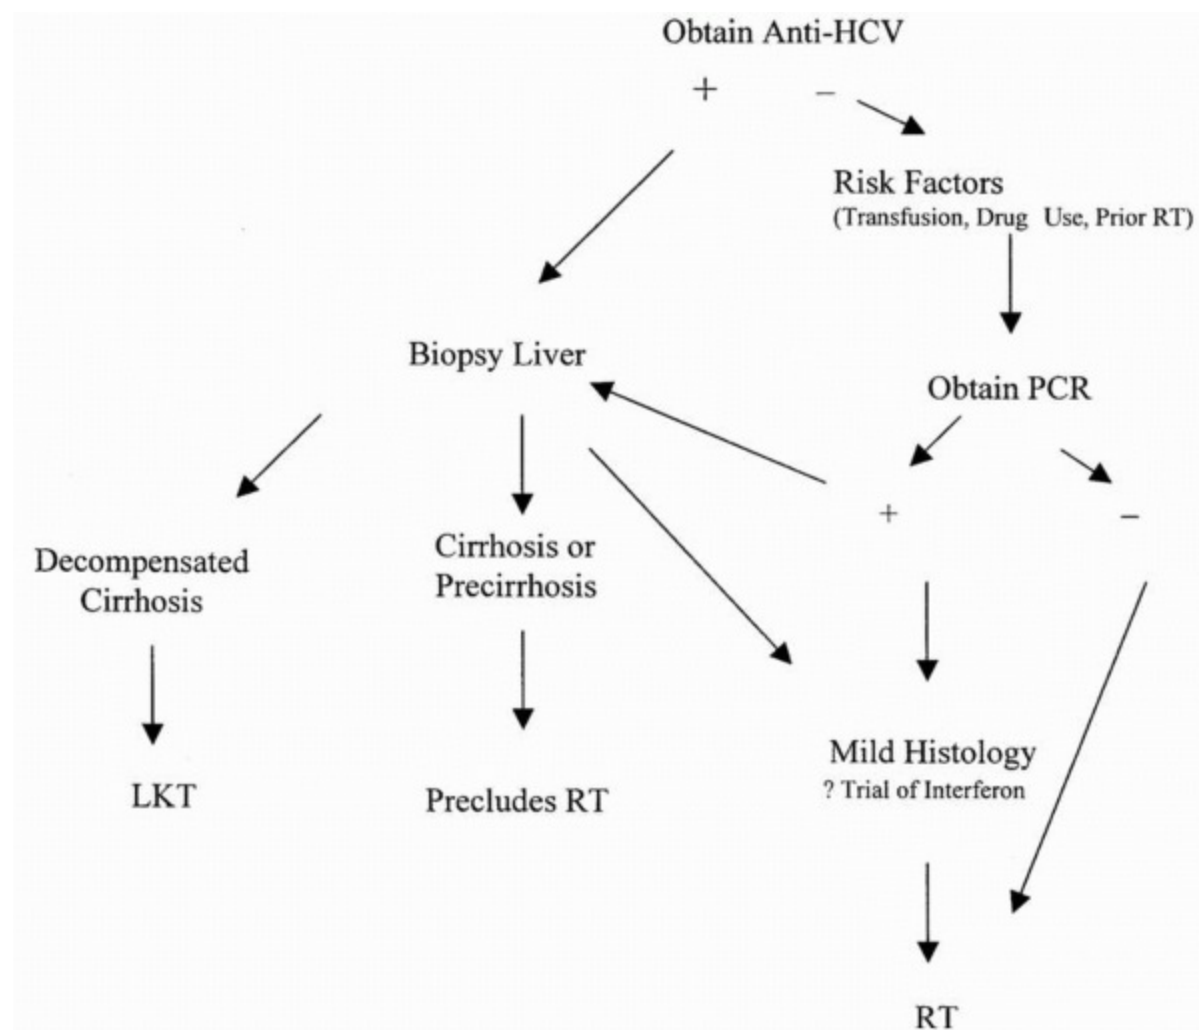 Obtain Anti-HCV
+ –
Risk Factors
(Transfusion, Drug Use, Prior RT)
Biopsy Liver
Obtain PCR
+ –
Decompensated
Cirrhosis
Cirrhosis or
Precirrhosis
LKT
Precludes RT
Mild Histology
? Trial of Interferon
RT